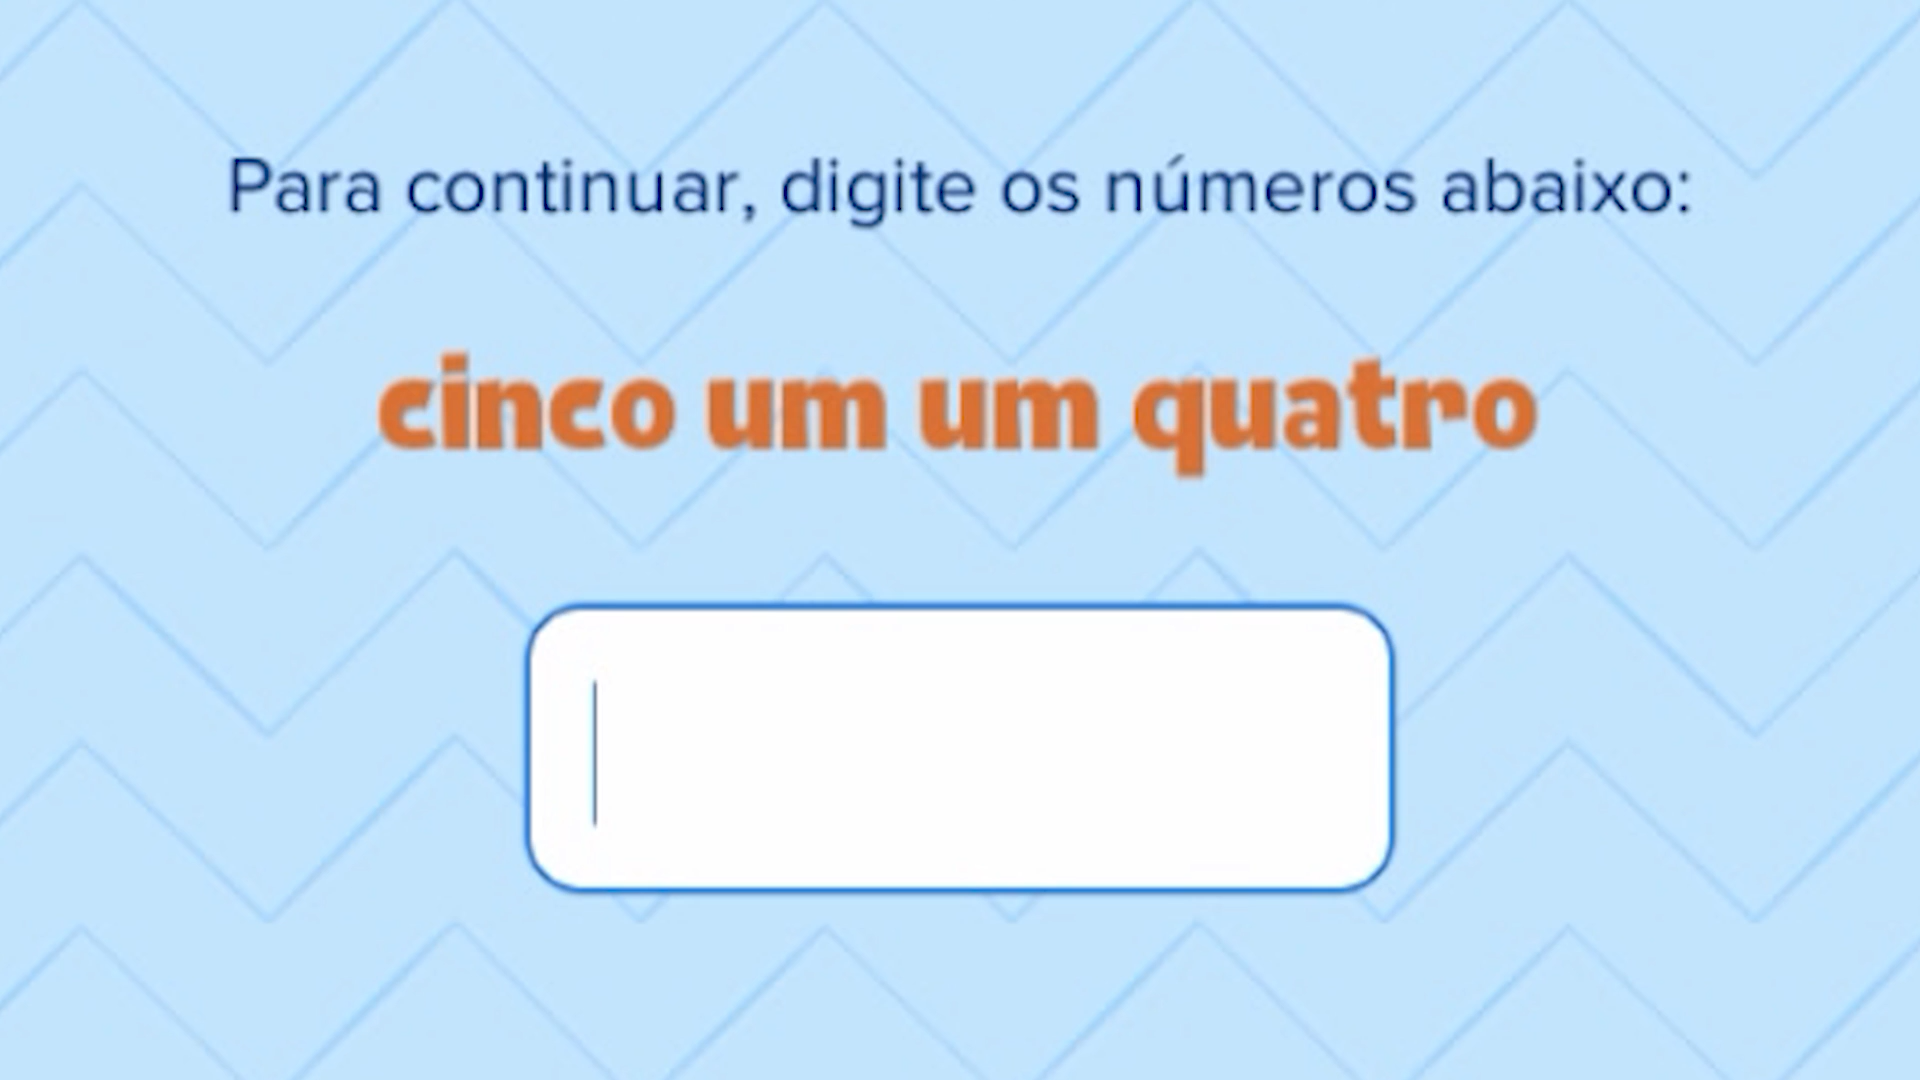 Para continuar, digite os números abaixo:
cinco um um quatro